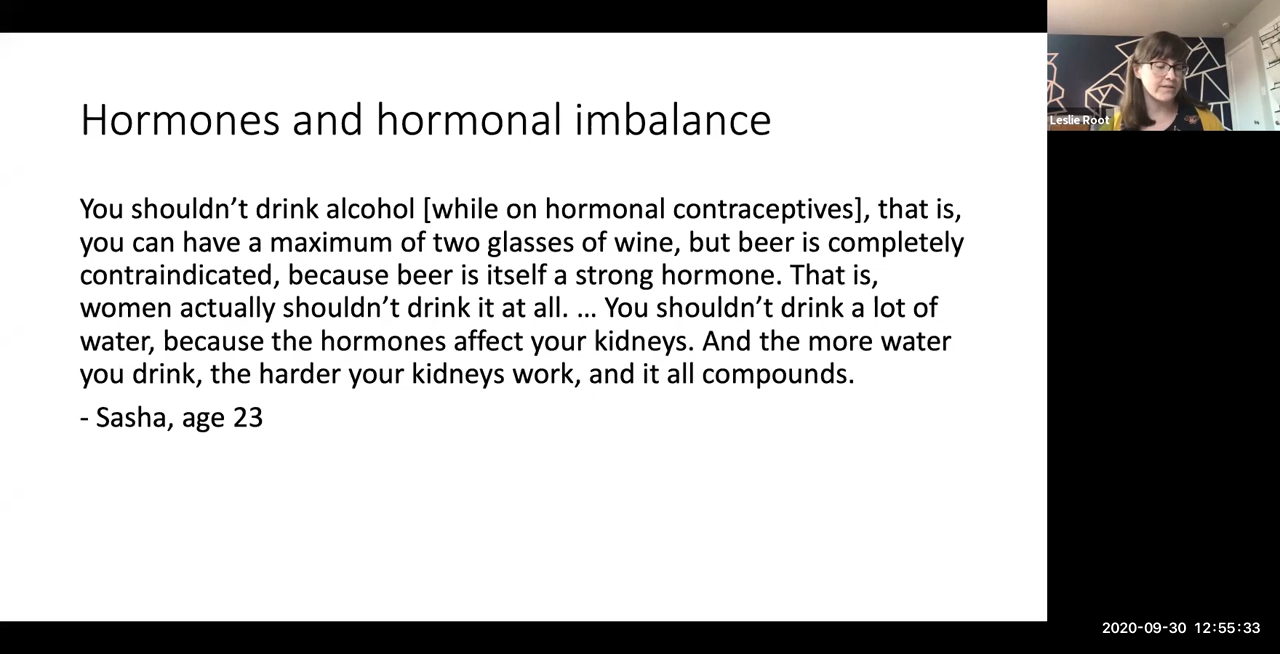 Hormones and hormonal imbalance
You shouldn’t drink alcohol [while on hormonal contraceptives], that is,
you can have a maximum of two glasses of wine, but beer is completely
contraindicated, because beer is itself a strong hormone. That is,
women actually shouldn’t drink it at all. … You shouldn’t drink a lot of
water, because the hormones affect your kidneys. And the more water
you drink, the harder your kidneys work, and it all compounds.
- Sasha, age 23
Leslie Root
2020-09-30 12:55:33